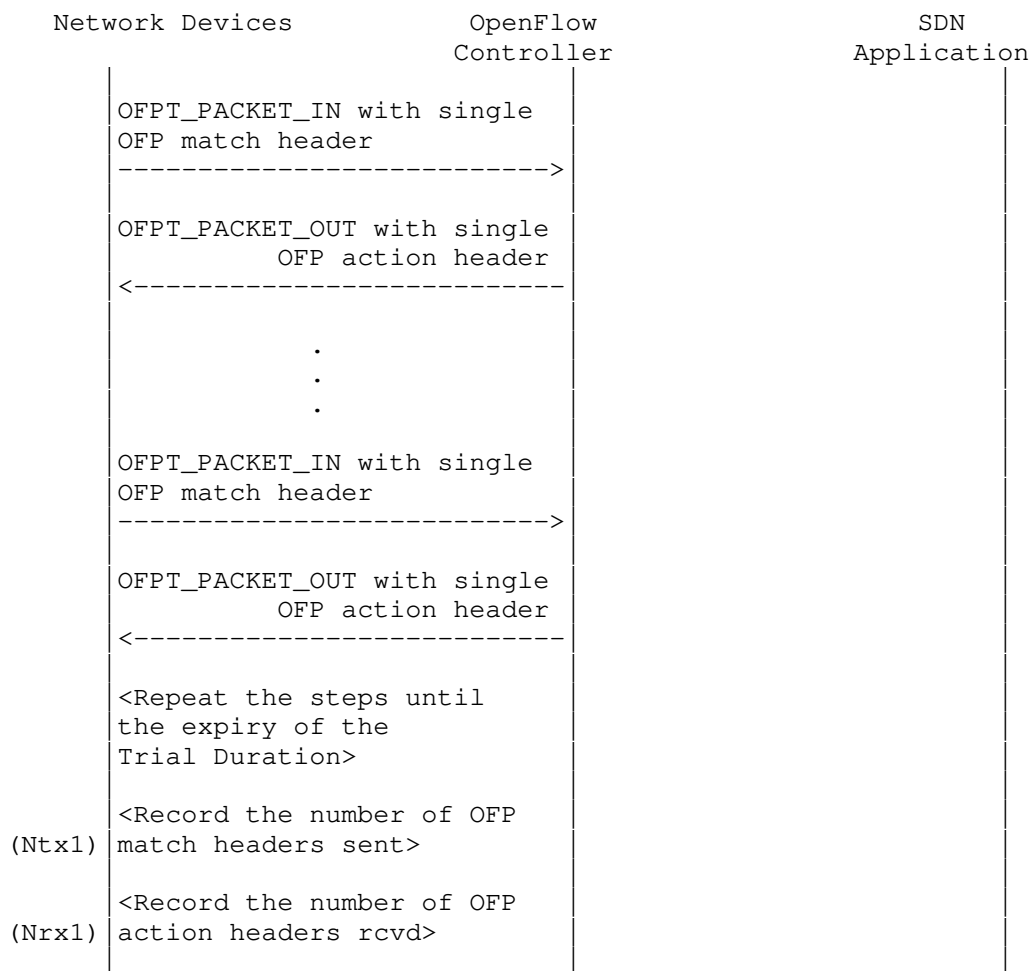 Network Devices OpenFlow SDN
Controller Application
OFPT_PACKET_IN with single
OFP match header
OFPT_PACKET_OUT with single
OFP action header
.
.
.
OFPT_PACKET_IN with single
OFP match header
OFPT_PACKET_OUT with single
OFP action header
<Repeat the steps until
the expiry of the
Trial Duration>
<Record the number of OFP
(Ntx1) match headers sent>
<Record the number of OFP
(Nrx1) action headers rcvd>